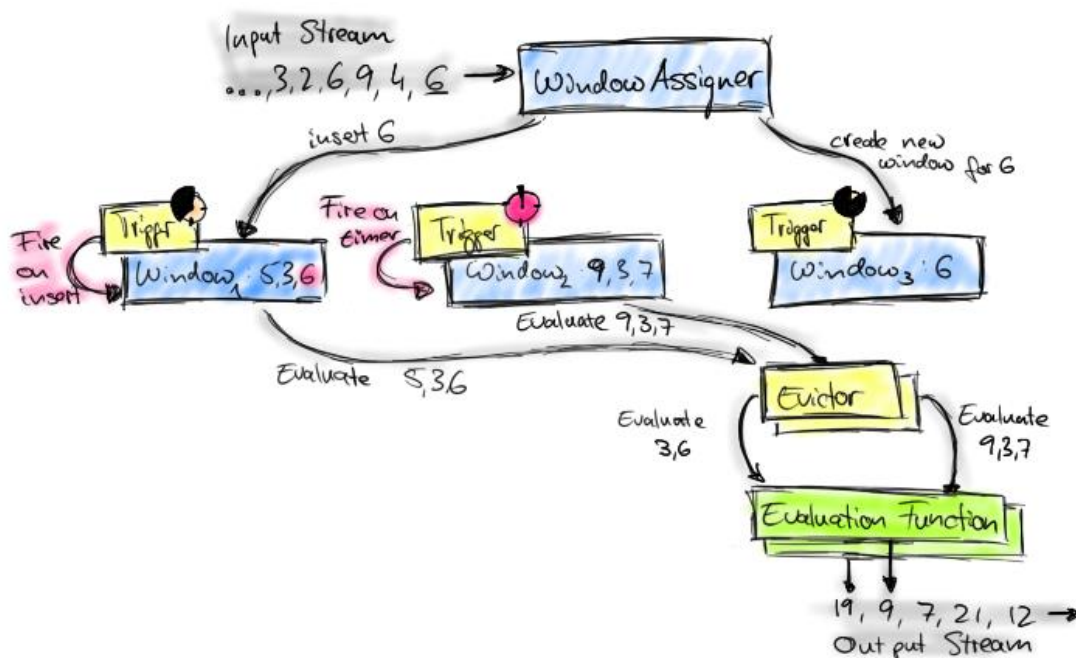 Input Stream
...,3,2,6,9,4,6
Window Assigner
insert 6
create new
window for 6
Trigger
Fire on
timer
Trigger
Trigger
Fire
on
insert
Window1 : 5,3,6
Window2 : 9,3,7
Window3 : 6
Evaluate 9,3,7
Evaluate 5,3,6
Evictor
Evaluate
3,6
Evaluate
9,3,7
Evaluation Function
19, 9, 7, 21, 12
Output Stream